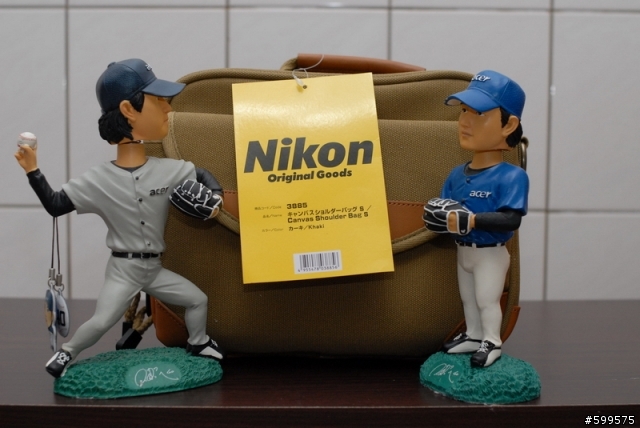 acer
Nikon
Original Goods
3885
キャンバスショルダーバッグ S /
Canvas Shoulder Bag S
カーキ/Khaki
acer
acer
#599575